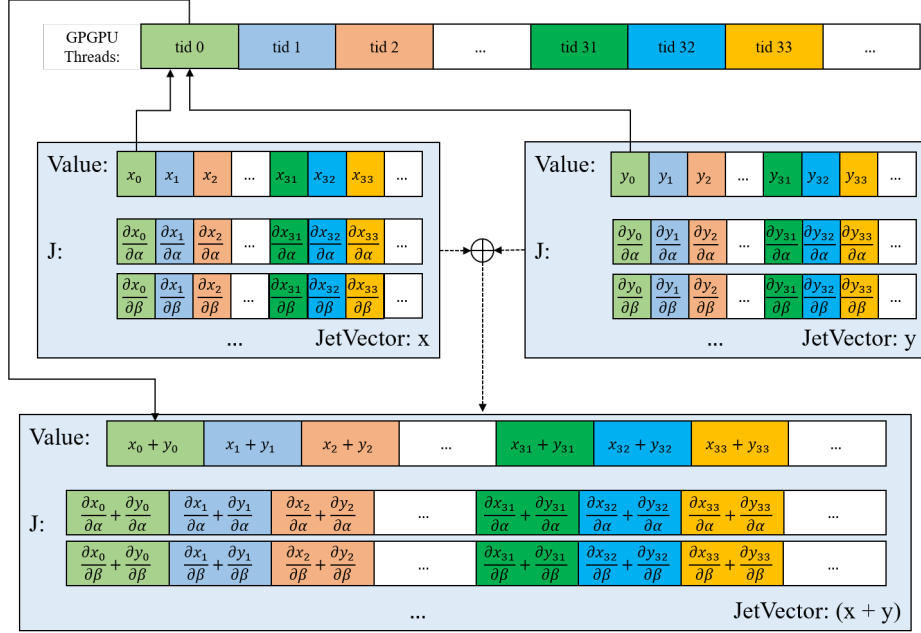 GPGPU
Threads:
tid 0 tid 1 tid 2 ... tid 31 tid 32 tid 33 ...
Value: x₀ x₁ x₂ ... x₃₁ x₃₂ x₃₃ ...
J: ∂x₀/∂α ∂x₁/∂α ∂x₂/∂α ... ∂x₃₁/∂α ∂x₃₂/∂α ∂x₃₃/∂α ...
∂x₀/∂β ∂x₁/∂β ∂x₂/∂β ... ∂x₃₁/∂β ∂x₃₂/∂β ∂x₃₃/∂β ...
... JetVector: x
Value: y₀ y₁ y₂ ... y₃₁ y₃₂ y₃₃ ...
J: ∂y₀/∂α ∂y₁/∂α ∂y₂/∂α ... ∂y₃₁/∂α ∂y₃₂/∂α ∂y₃₃/∂α ...
∂y₀/∂β ∂y₁/∂β ∂y₂/∂β ... ∂y₃₁/∂β ∂y₃₂/∂β ∂y₃₃/∂β ...
... JetVector: y
Value: x₀ + y₀ x₁ + y₁ x₂ + y₂ ... x₃₁ + y₃₁ x₃₂ + y₃₂ x₃₃ + y₃₃ ...
J: ∂x₀/∂α + ∂y₀/∂α ∂x₁/∂α + ∂y₁/∂α ∂x₂/∂α + ∂y₂/∂α ... ∂x₃₁/∂α + ∂y₃₁/∂α ∂x₃₂/∂α + ∂y₃₂/∂α ∂x₃₃/∂α + ∂y₃₃/∂α ...
∂x₀/∂β + ∂y₀/∂β ∂x₁/∂β + ∂y₁/∂β ∂x₂/∂β + ∂y₂/∂β ... ∂x₃₁/∂β + ∂y₃₁/∂β ∂x₃₂/∂β + ∂y₃₂/∂β ∂x₃₃/∂β + ∂y₃₃/∂β ...
... JetVector: (x + y)